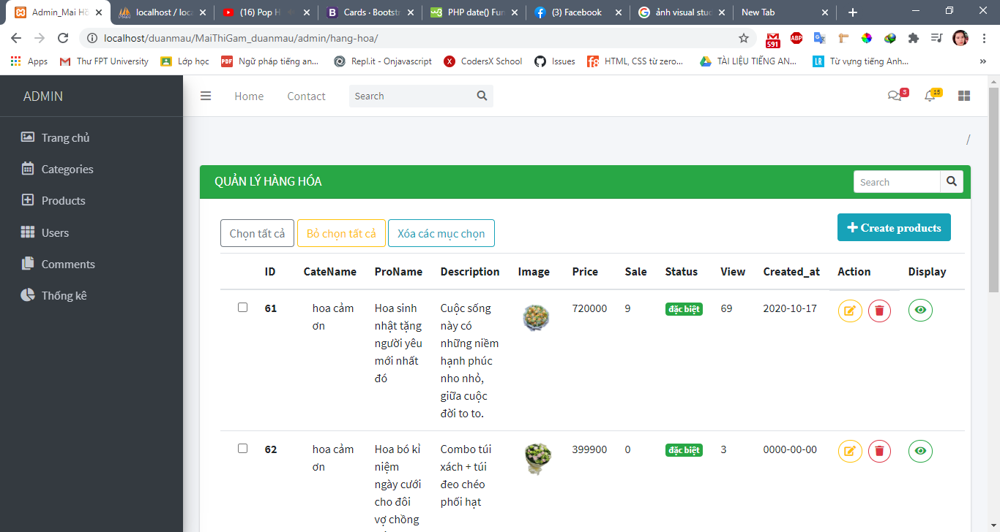 Admin_Mai Hồ
localhost / loca
(16) Pop H
Cards · Bootstr
PHP date() Fun
(3) Facebook
ảnh visual stud
New Tab
localhost/duanmau/MaiThiGam_duanmau/admin/hang-hoa/
591
ABP
Apps
Thư FPT University
Lớp học
PDF
Ngữ pháp tiếng an...
Repl.it - Onjavascript
CodersX School
Issues
f8
HTML, CSS từ zero...
TÀI LIỆU TIẾNG AN...
LR
Từ vựng tiếng Anh...
»
ADMIN
Home
Contact
Search
3
15
Trang chủ
Categories
Products
Users
Comments
Thống kê
/
QUẢN LÝ HÀNG HÓA
Search
Chọn tất cả
Bỏ chọn tất cả
Xóa các mục chọn
Create products
ID CateName ProName Description Image Price Sale Status View Created_at Action Display
61
hoa cảm
ơn
Hoa sinh
nhật tặng
người yêu
mới nhất
đó
Cuộc sống
này có
những niềm
hạnh phúc
nho nhỏ,
giữa cuộc
đời to to.
720000
9
đặc biệt
69
2020-10-17
62
hoa cảm
ơn
Hoa bó kỉ
niệm
ngày cưới
cho đôi
vợ chồng
Combo túi
xách + túi
đeo chéo
phối hạt
399900
0
đặc biệt
3
0000-00-00